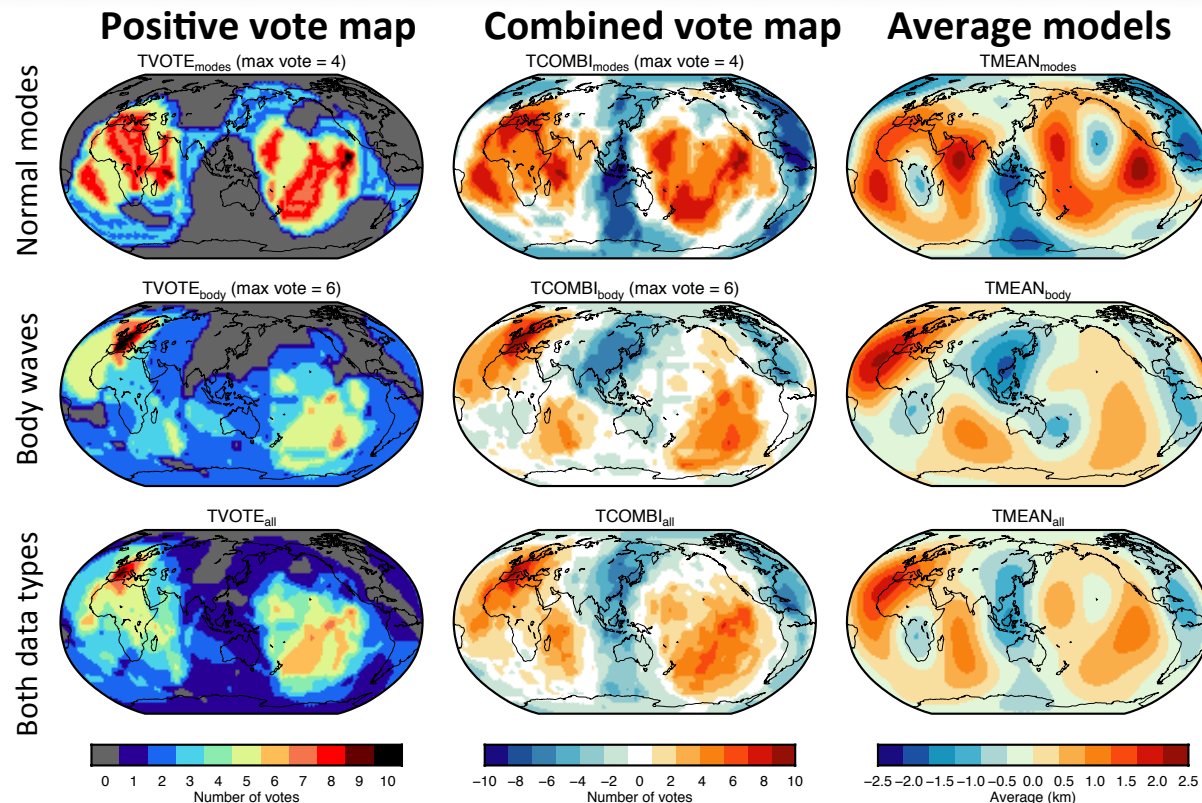 Positive vote map Combined vote map Average models
Normal modes
TVOTEmodes (max vote = 4) TCOMBImodes (max vote = 4) TMEANmodes
Body waves
TVOTEbody (max vote = 6) TCOMBIbody (max vote = 6) TMEANbody
Both data types
TVOTEall TCOMBIall TMEANall
0 1 2 3 4 5 6 7 8 9 10 −10 −8 −6 −4 −2 0 2 4 6 8 10 −2.5 −2.0 −1.5 −1.0 −0.5 0.0 0.5 1.0 1.5 2.0 2.5
Number of votes Number of votes Average (km)